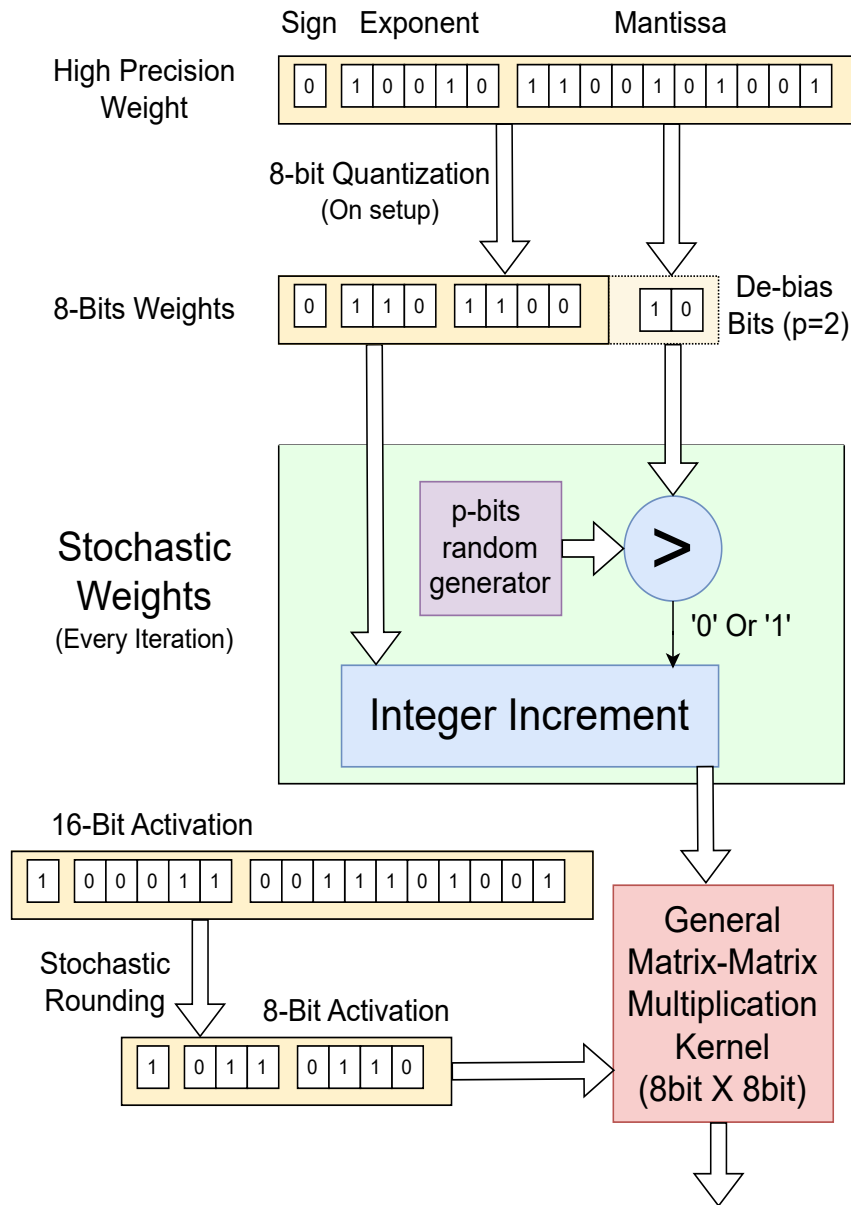 Sign Exponent Mantissa
High Precision
Weight
0 1 0 0 1 0 1 1 0 0 1 0 1 0 0 1
8-bit Quantization
(On setup)
8-Bits Weights
0 1 1 0 1 1 0 0
1 0
De-bias
Bits (p=2)
Stochastic
Weights
(Every Iteration)
p-bits
random
generator
>
'0' Or '1'
Integer Increment
16-Bit Activation
1 0 0 0 1 1 0 0 1 1 1 0 1 0 0 1
Stochastic
Rounding
8-Bit Activation
1 0 1 1 0 1 1 0
General
Matrix-Matrix
Multiplication
Kernel
(8bit X 8bit)